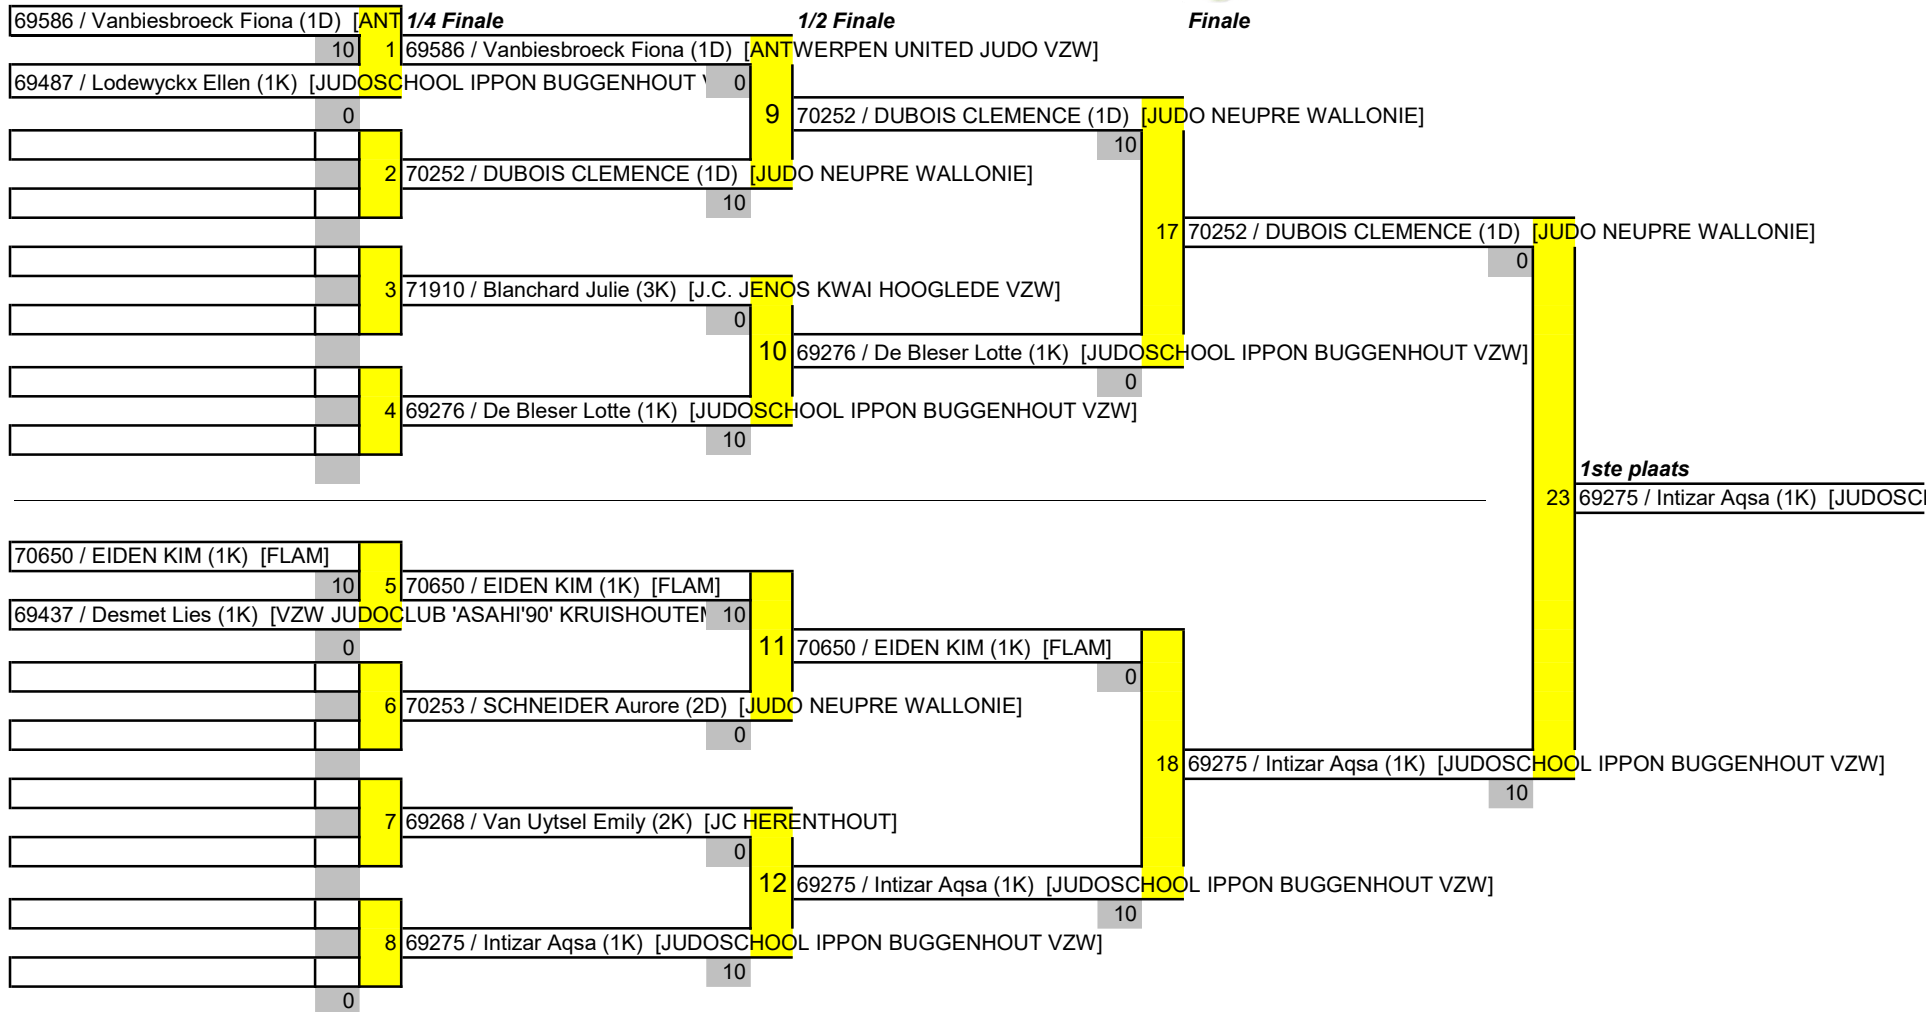 69586 / Vanbiesbroeck Fiona (1D) [ANT 1/4 Finale 1/2 Finale Finale
10 1 69586 / Vanbiesbroeck Fiona (1D) [ANTWERPEN UNITED JUDO VZW]
69487 / Lodewyckx Ellen (1K) [JUDOSCHOOL IPPON BUGGENHOUT 0
0 9 70252 / DUBOIS CLEMENCE (1D) [JUDO NEUPRE WALLONIE]
10
2 70252 / DUBOIS CLEMENCE (1D) [JUDO NEUPRE WALLONIE]
10
17 70252 / DUBOIS CLEMENCE (1D) [JUDO NEUPRE WALLONIE]
0
3 71910 / Blanchard Julie (3K) [J.C. JENOS KWAI HOOGLEDE VZW]
0
10 69276 / De Bleser Lotte (1K) [JUDOSCHOOL IPPON BUGGENHOUT VZW]
0
4 69276 / De Bleser Lotte (1K) [JUDOSCHOOL IPPON BUGGENHOUT VZW]
10
1ste plaats
23 69275 / Intizar Aqsa (1K) [JUDOSC
70650 / EIDEN KIM (1K) [FLAM]
10 5 70650 / EIDEN KIM (1K) [FLAM]
69437 / Desmet Lies (1K) [VZW JUDOCLUB 'ASAHI'90' KRUISHOUTEM 10
0 11 70650 / EIDEN KIM (1K) [FLAM]
0
6 70253 / SCHNEIDER Aurore (2D) [JUDO NEUPRE WALLONIE]
0
18 69275 / Intizar Aqsa (1K) [JUDOSCHOOL IPPON BUGGENHOUT VZW]
10
7 69268 / Van Uytsel Emily (2K) [JC HERENTHOUT]
0
12 69275 / Intizar Aqsa (1K) [JUDOSCHOOL IPPON BUGGENHOUT VZW]
10
8 69275 / Intizar Aqsa (1K) [JUDOSCHOOL IPPON BUGGENHOUT VZW]
10
0